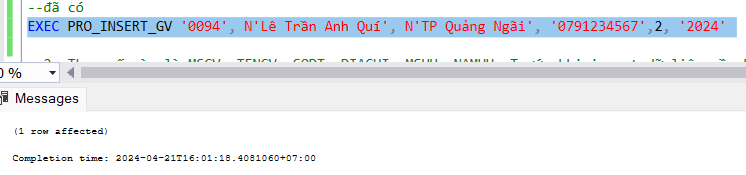 --đã có
EXEC PRO_INSERT_GV '0094', N'Lê Trần Anh Quí', N'TP Quảng Ngãi', '0791234567',2, '2024'
0 %
Messages
(1 row affected)
Completion time: 2024-04-21T16:01:18.4081060+07:00